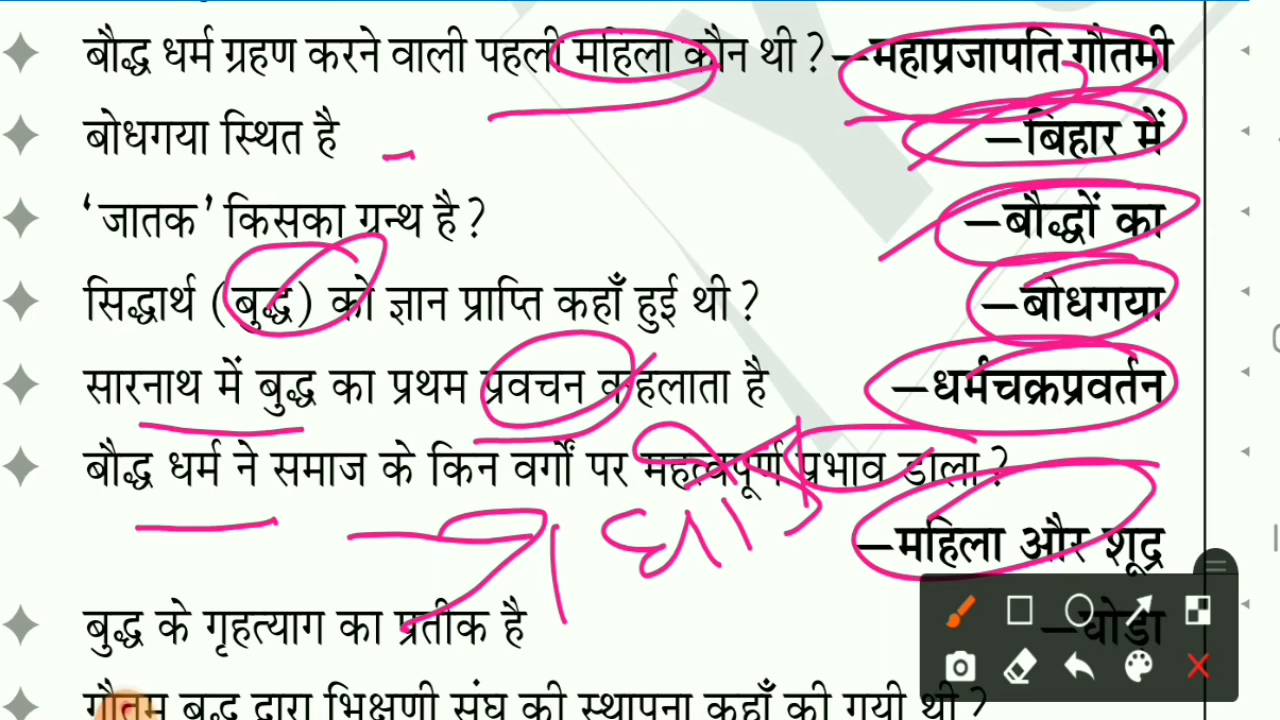 बौद्ध धर्म ग्रहण करने वाली पहली महिला कौन थी ? —महाप्रजापति गौतमी
बोधगया स्थित है —बिहार में
‘जातक’ किसका ग्रन्थ है ? —बौद्धों का
सिद्धार्थ (बुद्ध) को ज्ञान प्राप्ति कहाँ हुई थी ? —बोधगया
सारनाथ में बुद्ध का प्रथम प्रवचन कहलाता है —धर्मचक्रप्रवर्तन
बौद्ध धर्म ने समाज के किन वर्गों पर महत्वपूर्ण प्रभाव डाला ?
—महिला और शूद्र
बुद्ध के गृहत्याग का प्रतीक है —घोड़ा
गौतम बुद्ध द्वारा भिक्षुणी संघ की स्थापना कहाँ की गयी थी ?